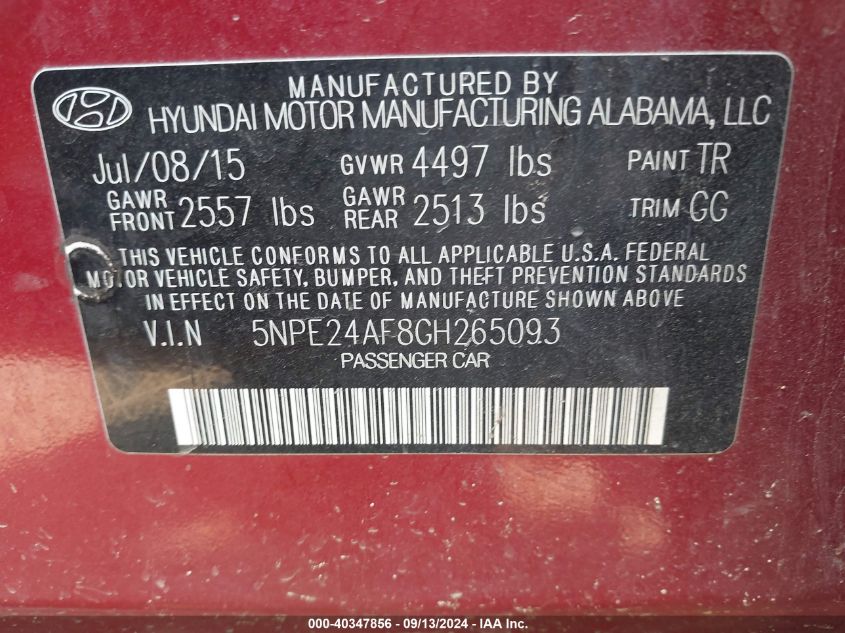 MANUFACTURED BY
HYUNDAI MOTOR MANUFACTURING ALABAMA, LLC
Jul/08/15 GVWR 4497 lbs PAINT TR
GAWR FRONT 2557 lbs GAWR REAR 2513 lbs TRIM GG
THIS VEHICLE CONFORMS TO ALL APPLICABLE U.S.A. FEDERAL
MOTOR VEHICLE SAFETY, BUMPER, AND THEFT PREVENTION STANDARDS
IN EFFECT ON THE DATE OF MANUFACTURE SHOWN ABOVE
V.I.N 5NPE24AF8GH265093
PASSENGER CAR
000-40347856 - 09/13/2024 - IAA Inc.